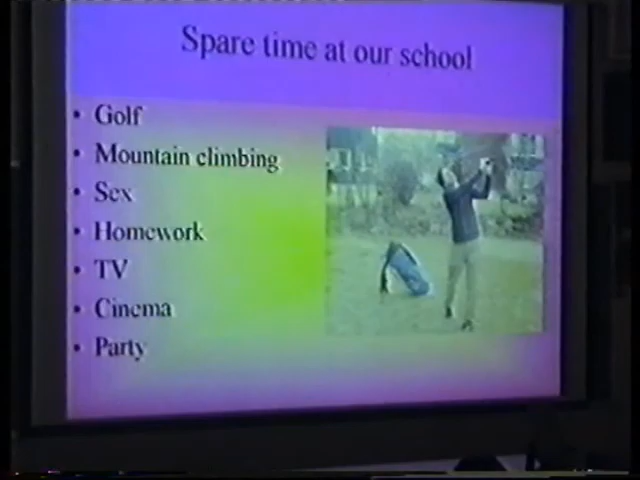 Spare time at our school
• Golf
• Mountain climbing
• Sex
• Homework
• TV
• Cinema
• Party